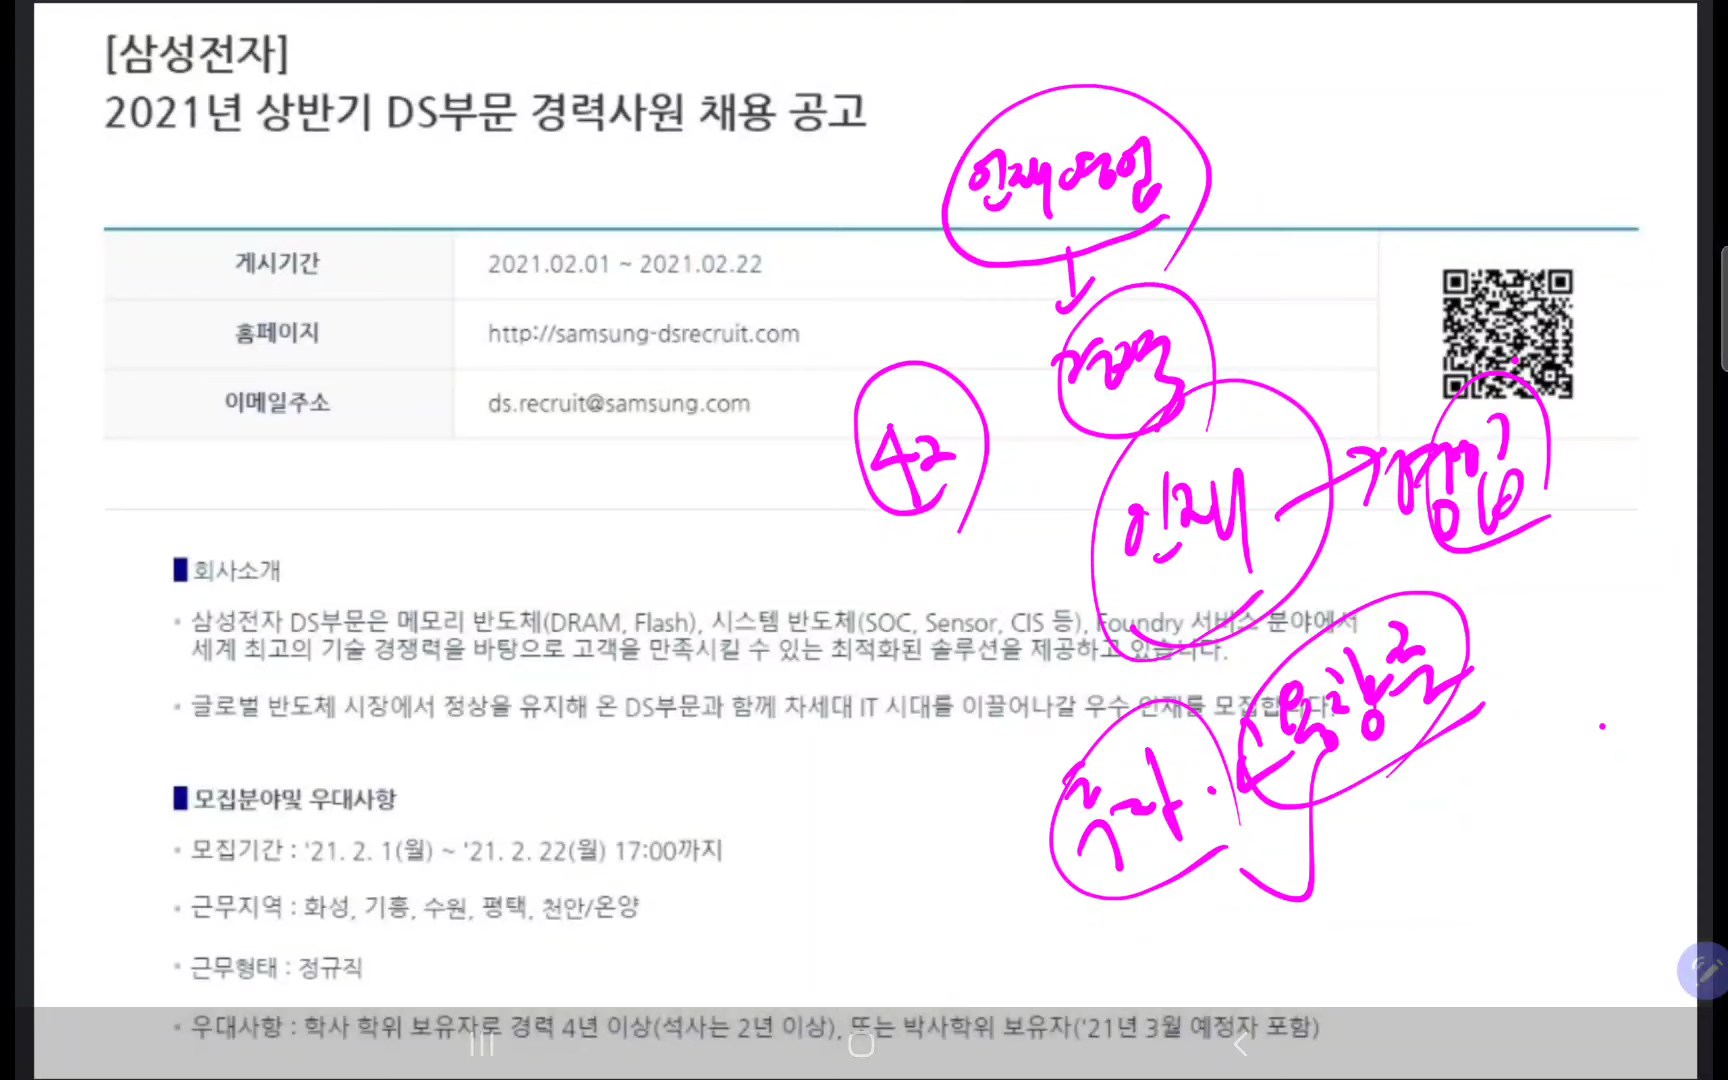 [삼성전자]
2021년 상반기 DS부문 경력사원 채용 공고
인재영입
게시기간 2021.02.01 ~ 2021.02.22
홈페이지 http://samsung-dsrecruit.com
이메일주소 ds.recruit@samsung.com
인재
회사소개
• 삼성전자 DS부문은 메모리 반도체(DRAM, Flash), 시스템 반도체(SOC, Sensor, CIS 등), Foundry 서비스 분야에서
세계 최고의 기술 경쟁력을 바탕으로 고객을 만족시킬 수 있는 최적화된 솔루션을 제공하고 있습니다.
• 글로벌 반도체 시장에서 정상을 유지해 온 DS부문과 함께 차세대 IT 시대를 이끌어나갈 우수 인재를 모집합니다.
모집분야및 우대사항
• 모집기간 : '21. 2. 1(월) ~ '21. 2. 22(월) 17:00까지
• 근무지역 : 화성, 기흥, 수원, 평택, 천안/온양
• 근무형태 : 정규직
• 우대사항 : 학사 학위 보유자로 경력 4년 이상(석사는 2년 이상), 또는 박사학위 보유자('21년 3월 예정자 포함)